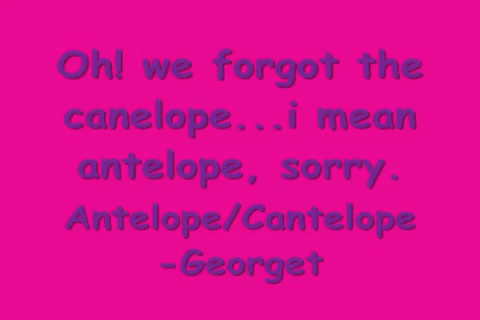 Oh! we forgot the
canelope...i mean
antelope, sorry.
Antelope/Cantelope
-Georget